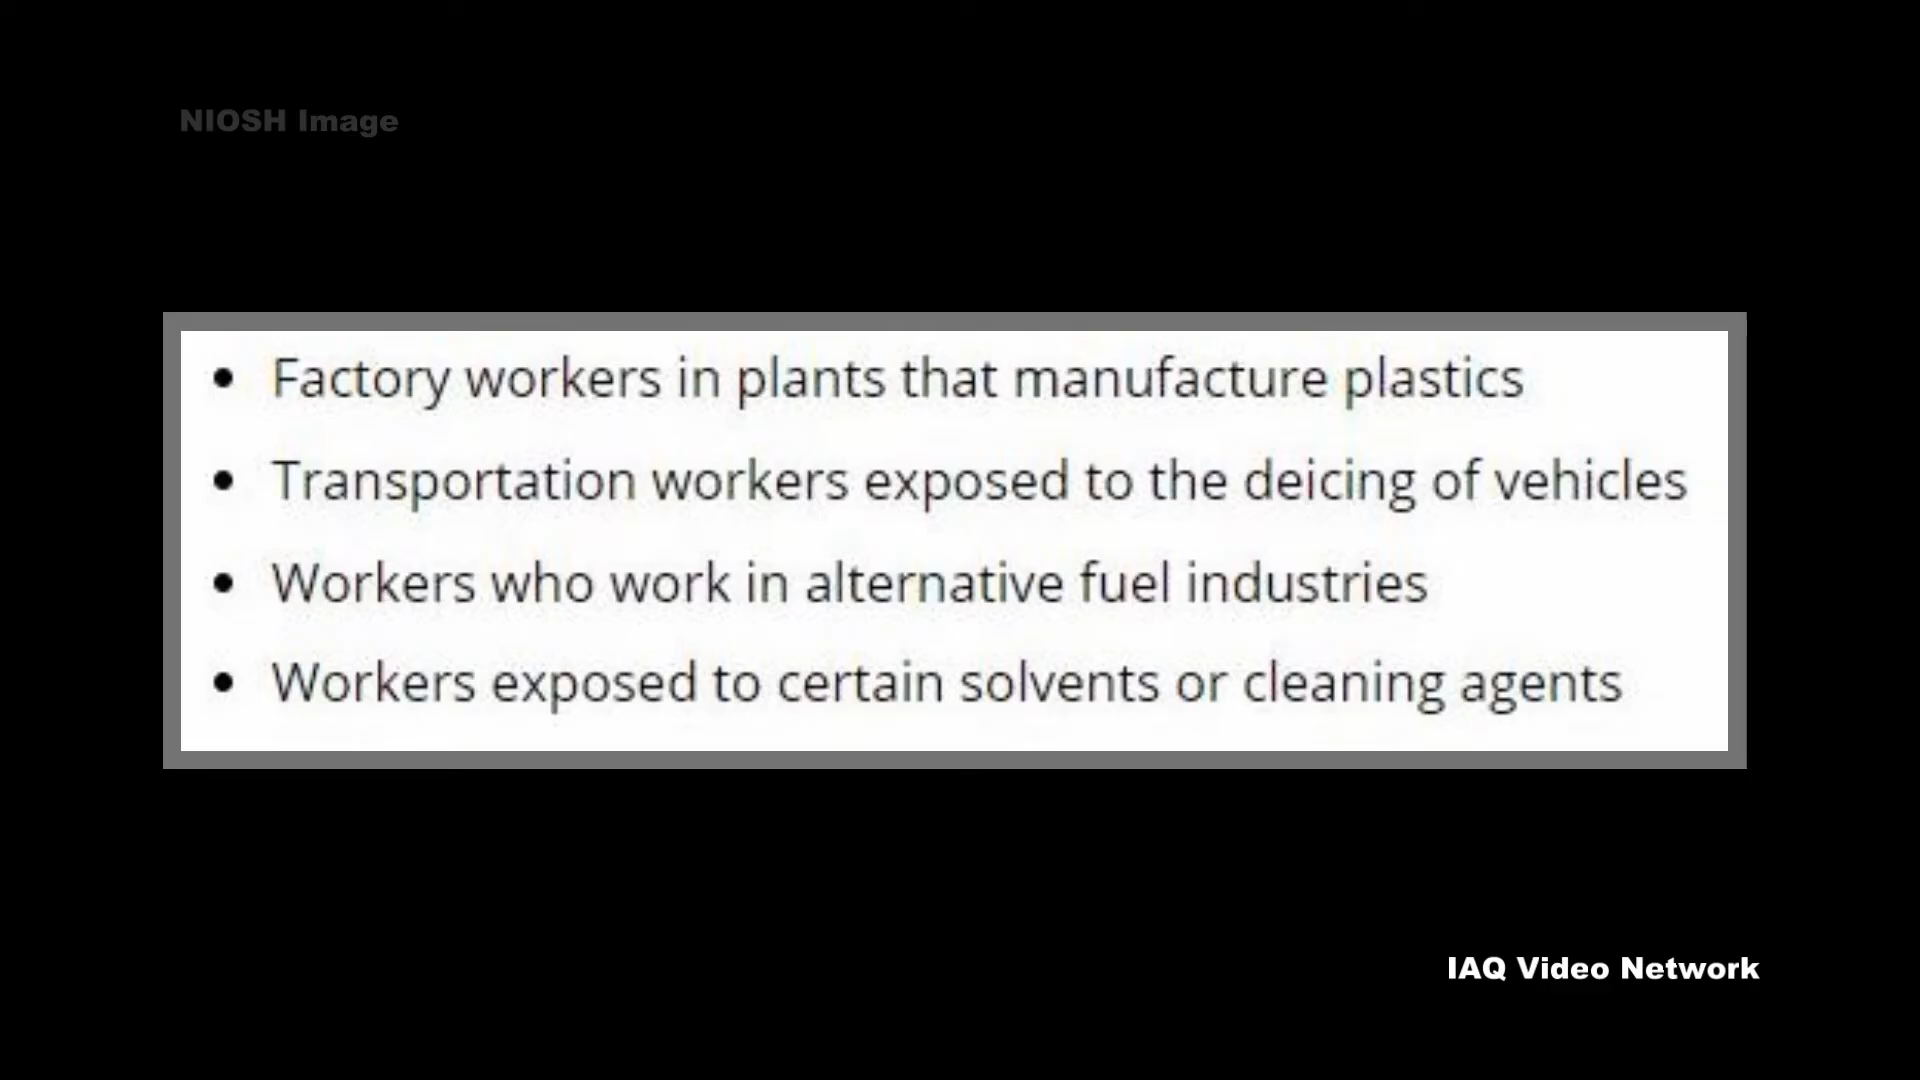 NIOSH Image
• Factory workers in plants that manufacture plastics
• Transportation workers exposed to the deicing of vehicles
• Workers who work in alternative fuel industries
• Workers exposed to certain solvents or cleaning agents
IAQ Video Network